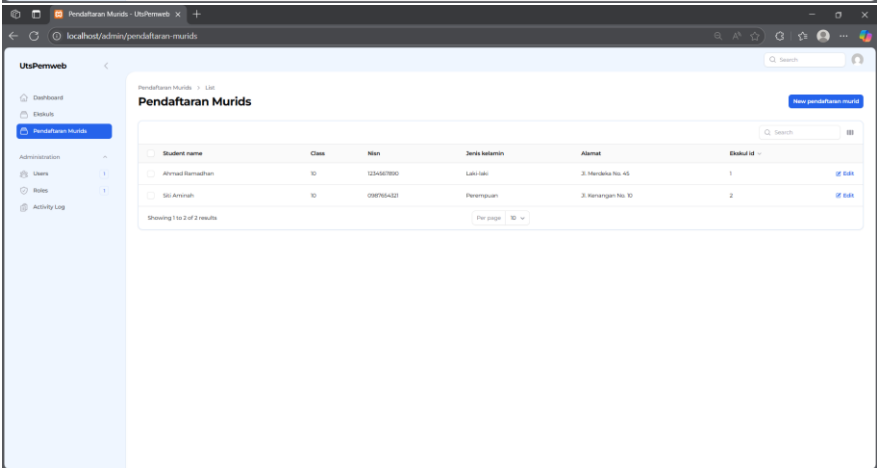 Pendaftaran Murids - UtsPemweb
localhost/admin/pendaftaran-murids
UtsPemweb
Search
Dashboard
Ekskuls
Pendaftaran Murids
Administration
Users 1
Roles 1
Activity Log
Pendaftaran Murids > List
Pendaftaran Murids
New pendaftaran murid
Search
Student name Class Nisn Jenis kelamin Alamat Ekskul id
Ahmad Ramadhan 10 1234567890 Laki-laki Jl. Merdeka No. 45 1 Edit
Siti Aminah 10 0987654321 Perempuan Jl. Kenangan No. 10 2 Edit
Showing 1 to 2 of 2 results Per page 10